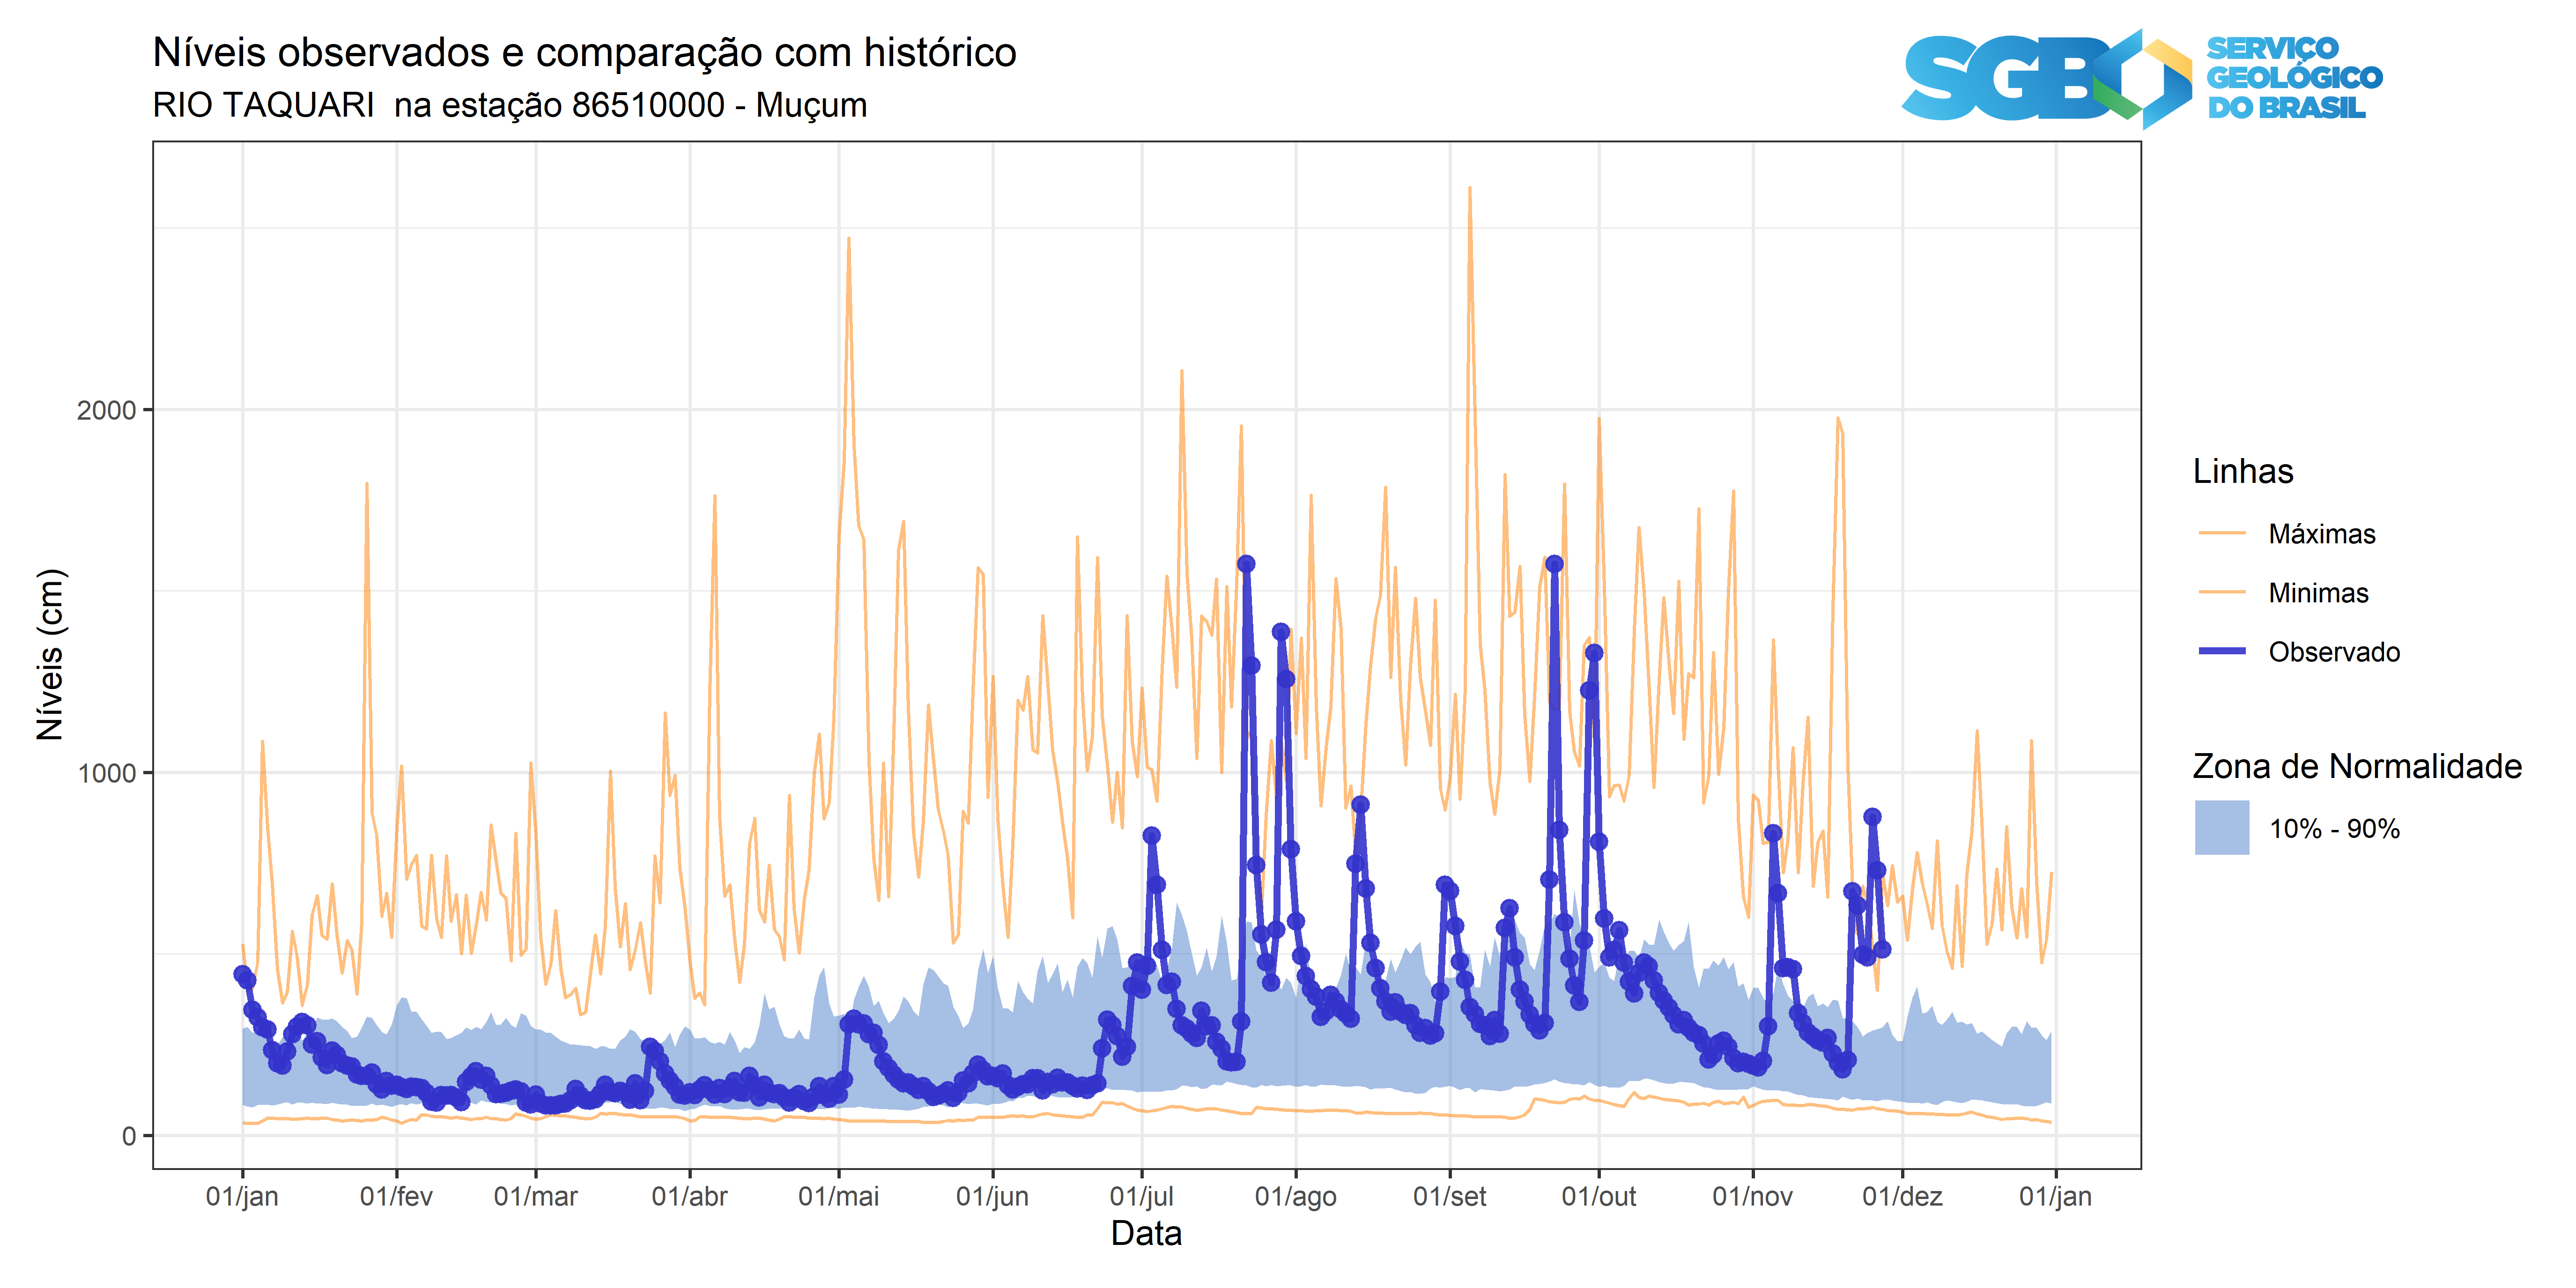 Níveis observados e comparação com histórico
RIO TAQUARI  na estação 86510000 - Muçum
SGB
SERVIÇO
GEOLÓGICO
DO BRASIL
Níveis (cm)
2000
1000
0
01/jan
01/fev
01/mar
01/abr
01/mai
01/jun
01/jul
01/ago
01/set
01/out
01/nov
01/dez
01/jan
Data
Linhas
Máximas
Minimas
Observado
Zona de Normalidade
10% - 90%